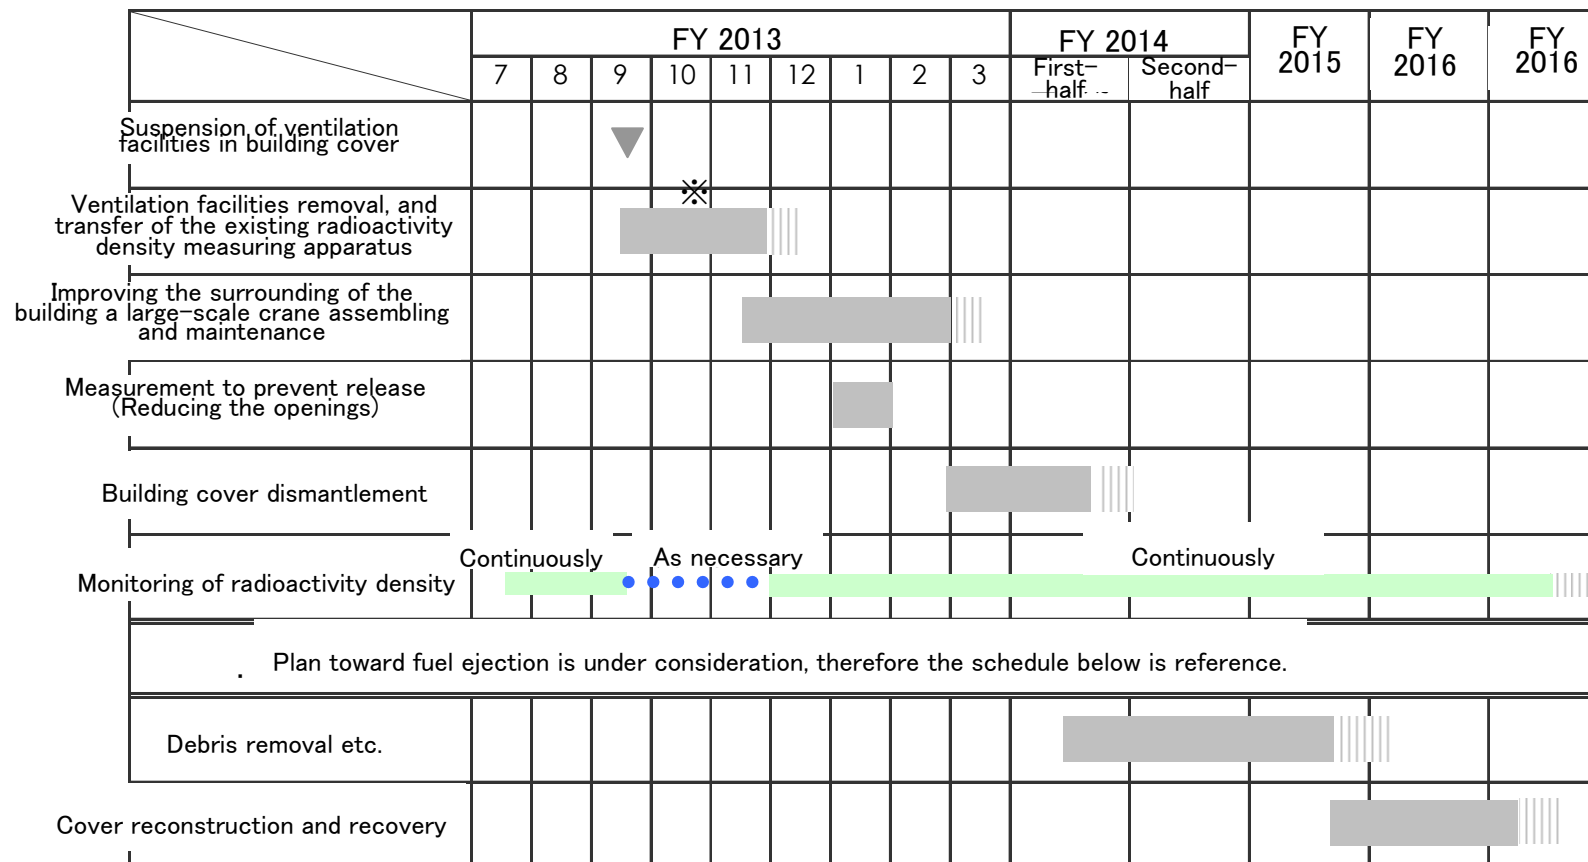 FY 2013
FY 2014
FY
2015
FY
2016
FY
2016
7 8 9 10 11 12 1 2 3
First-
half
Second-
half
Suspension of ventilation
facilities in building cover
※
Ventilation facilities removal, and
transfer of the existing radioactivity
density measuring apparatus
Improving the surrounding of the
building a large-scale crane assembling
and maintenance
Measurement to prevent release
(Reducing the openings)
Building cover dismantlement
Continuously As necessary Continuously
Monitoring of radioactivity density
Plan toward fuel ejection is under consideration, therefore the schedule below is reference.
Debris removal etc.
Cover reconstruction and recovery